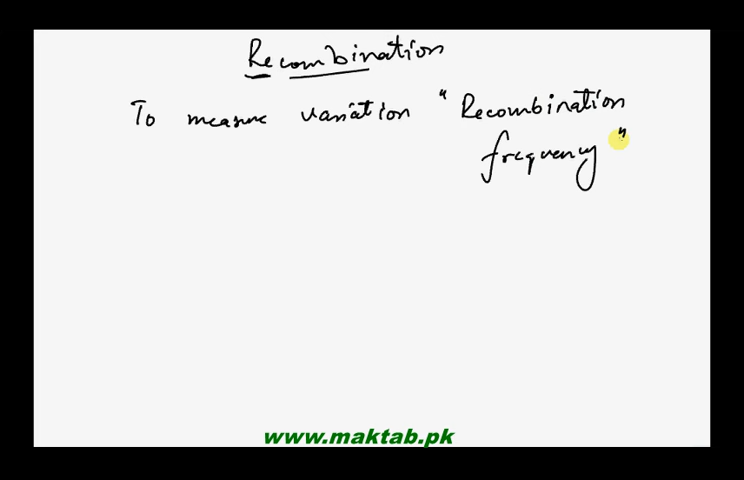 Recombination
To measure variation "Recombination
frequency"
www.maktab.pk